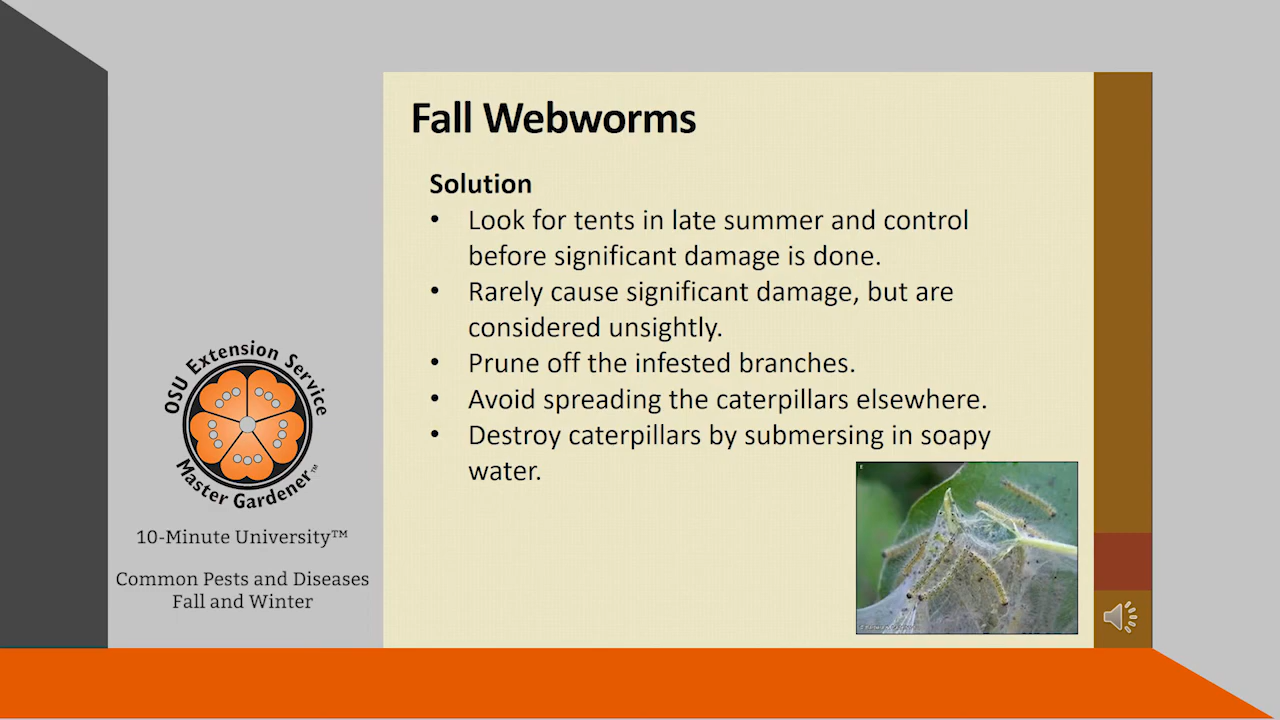 Fall Webworms
Solution
• Look for tents in late summer and control
before significant damage is done.
• Rarely cause significant damage, but are
considered unsightly.
• Prune off the infested branches.
• Avoid spreading the caterpillars elsewhere.
• Destroy caterpillars by submersing in soapy
water.
OSU Extension Service
Master Gardener™
10-Minute University™
Common Pests and Diseases
Fall and Winter
E